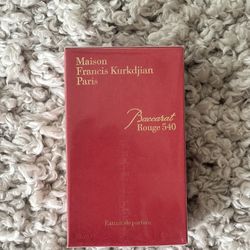 Maison
Francis Kurkdjian
Paris
Baccarat
Rouge 540
Extrait de parfum